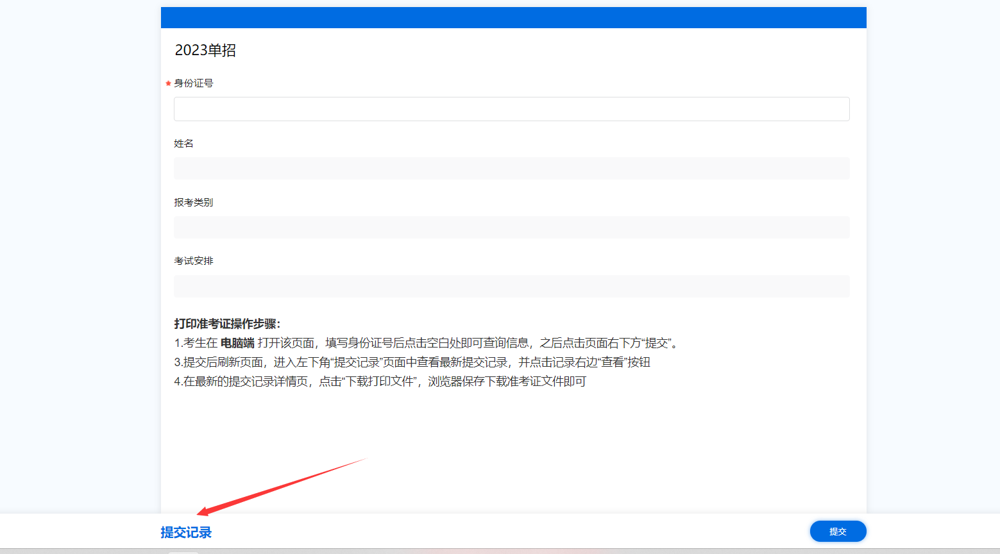 2023单招
身份证号
姓名
报考类别
考试安排
打印准考证操作步骤：
1.考生在 电脑端 打开该页面，填写身份证号后点击空白处即可查询信息，之后点击页面右下方“提交”。
3.提交后刷新页面，进入左下角“提交记录”页面中查看最新提交记录，并点击记录右边“查看”按钮
4.在最新的提交记录详情页，点击“下载打印文件”，浏览器保存下载准考证文件即可
提交记录
提交